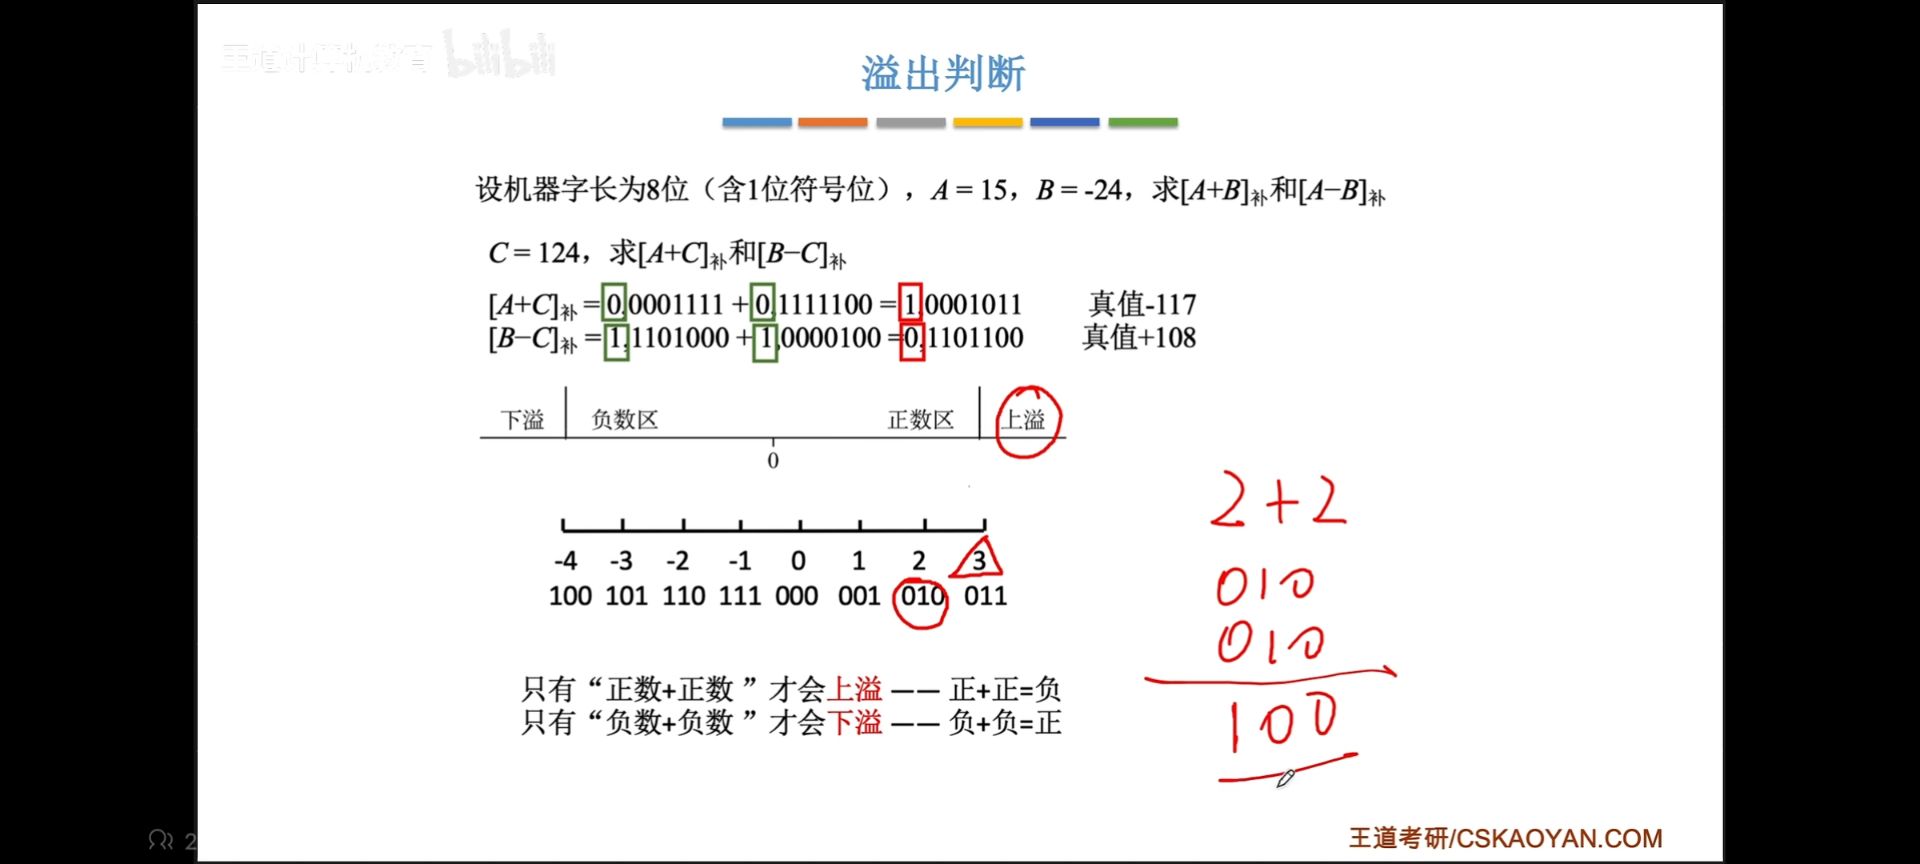 王道计算机教育 bilibili
溢出判断
设机器字长为8位（含1位符号位），A = 15，B = -24，求[A+B]补和[A−B]补
C = 124，求[A+C]补和[B−C]补
[A+C]补 = 0,0001111 + 0,1111100 = 1,0001011 真值-117
[B−C]补 = 1,1101000 + 1,0000100 =0,1101100 真值+108
下溢 负数区 正数区 上溢
0
2+2
-4 -3 -2 -1 0 1 2 3
100 101 110 111 000 001 010 011
010
010
100
只有“正数+正数 ”才会上溢 —— 正+正=负
只有“负数+负数 ”才会下溢 —— 负+负=正
王道考研/CSKAOYAN.COM
2